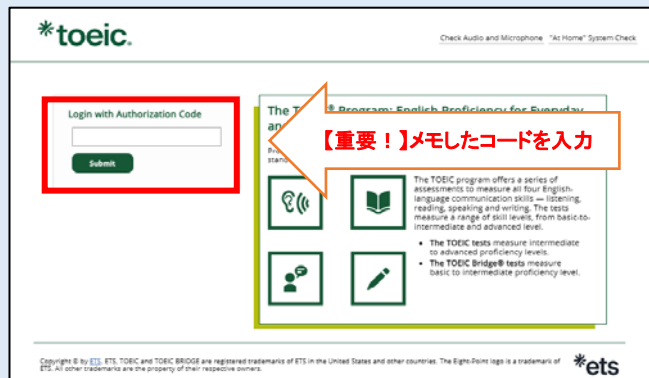 *toeic®
Check Audio and Microphone "At Home" System Check
Login with Authorization Code
Submit
The T ® Program: English Proficiency for Everyday
an
Pr
stand
【重要！】メモしたコードを入力
The TOEIC program offers a series of
assessments to measure all four English-
language communication skills — listening,
reading, speaking and writing. The tests
measure a range of skill levels, from basic-to-
intermediate and advanced level.
• The TOEIC tests measure intermediate
to advanced proficiency levels.
• The TOEIC Bridge® tests measure
basic to intermediate proficiency level.
Copyright © by ETS. ETS, TOEIC and TOEIC BRIDGE are registered trademarks of ETS in the United States and other countries. The Eight-Point logo is a trademark of
ETS. All other trademarks are the property of their respective owners.
*ets